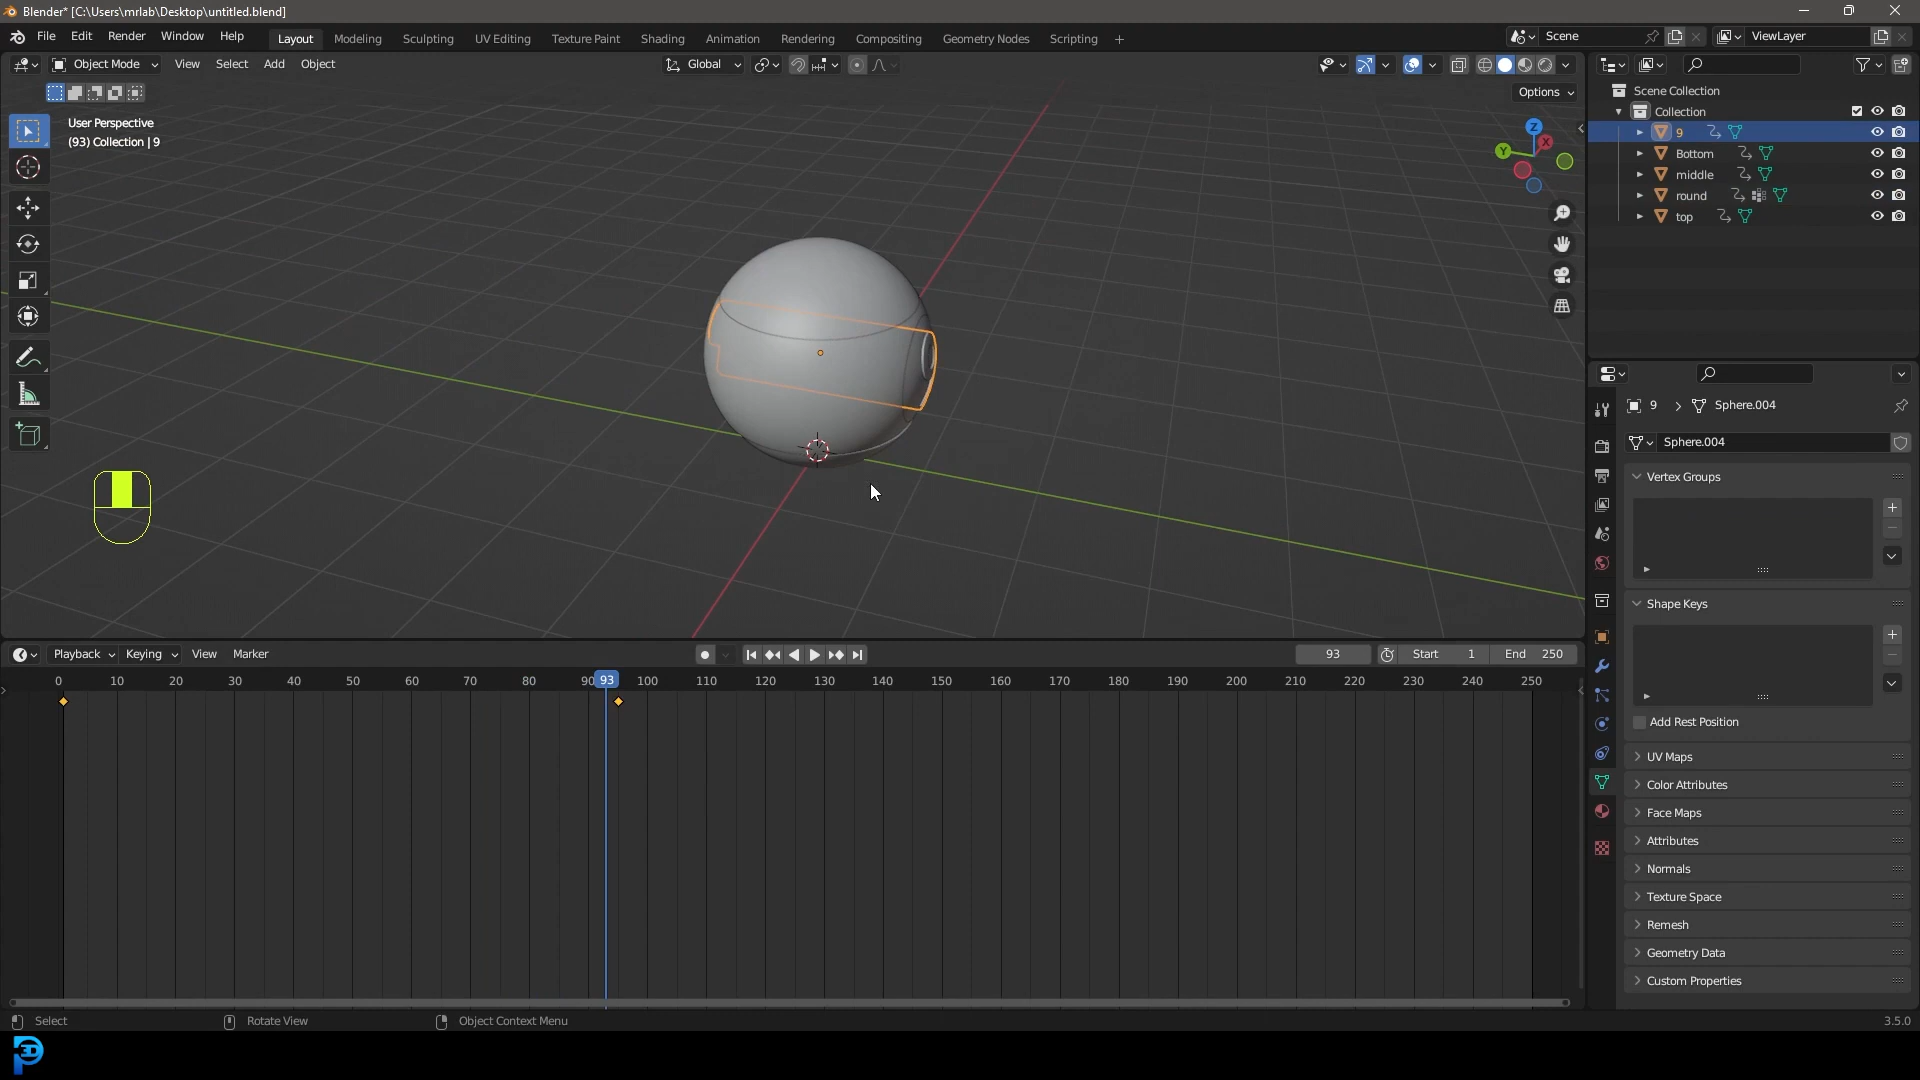 Blender* [C:\Users\mrlab\Desktop\untitled.blend]
File Edit Render Window Help Layout Modeling Sculpting UV Editing Texture Paint Shading Animation Rendering Compositing Geometry Nodes Scripting + Scene ViewLayer
Object Mode View Select Add Object Global
Options
User Perspective
(93) Collection | 9
Z
X
Y
Scene Collection
Collection
9
Bottom
middle
round
top
9 Sphere.004
Sphere.004
Vertex Groups
Shape Keys
Add Rest Position
UV Maps
Color Attributes
Face Maps
Attributes
Normals
Texture Space
Remesh
Geometry Data
Custom Properties
Playback Keying View Marker 93 Start 1 End 250
0 10 20 30 40 50 60 70 80 90 93 100 110 120 130 140 150 160 170 180 190 200 210 220 230 240 250
Select Rotate View Object Context Menu 3.5.0
3D